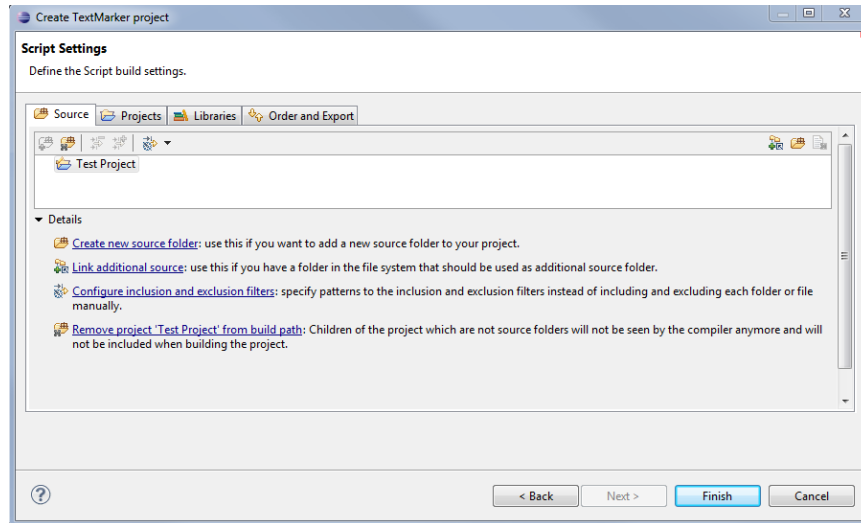 Create TextMarker project
Script Settings
Define the Script build settings.
Source Projects Libraries Order and Export
Test Project
Details
Create new source folder: use this if you want to add a new source folder to your project.
Link additional source: use this if you have a folder in the file system that should be used as additional source folder.
Configure inclusion and exclusion filters: specify patterns to the inclusion and exclusion filters instead of including and excluding each folder or file
manually.
Remove project 'Test Project' from build path: Children of the project which are not source folders will not be seen by the compiler anymore and will
not be included when building the project.
? < Back Next > Finish Cancel